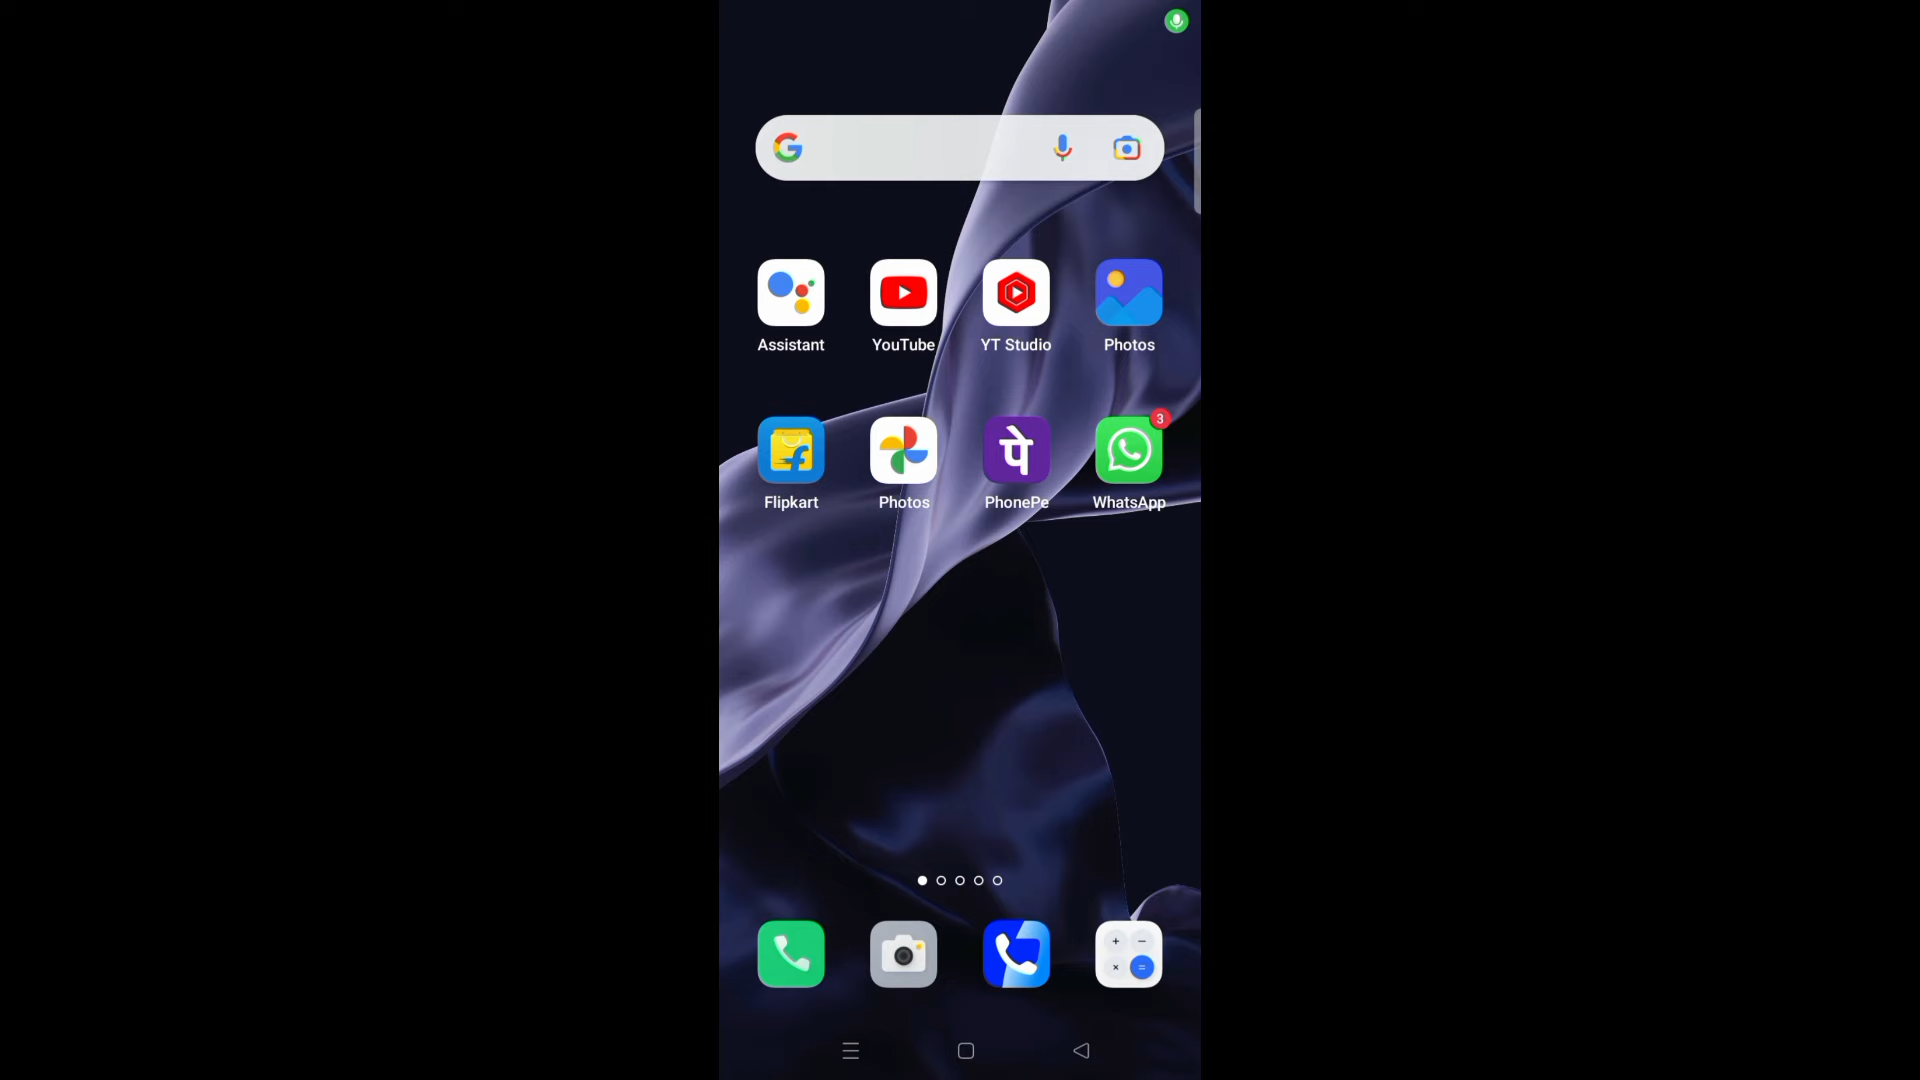 Assistant
YouTube
YT Studio
Photos
3
पे
Flipkart
Photos
PhonePe
WhatsApp
+ −
× =